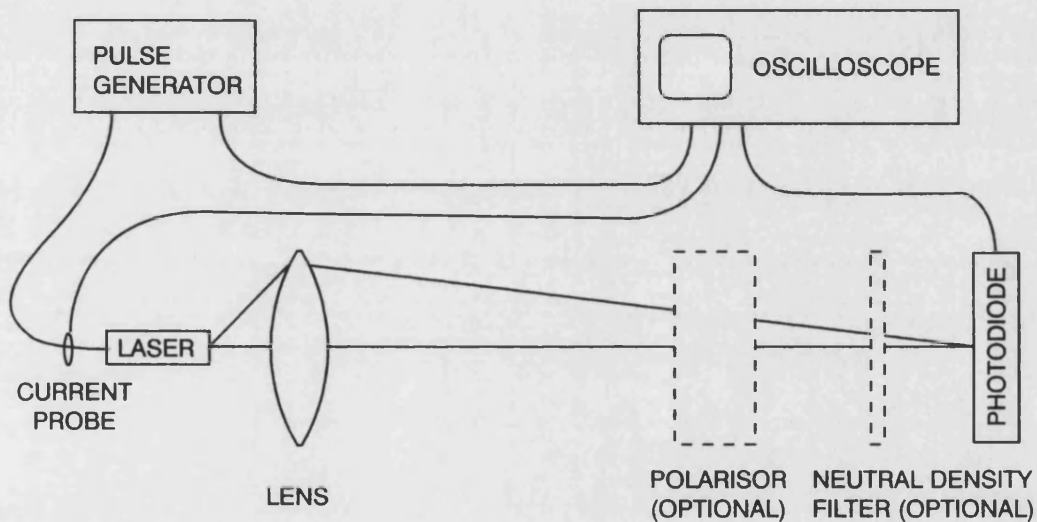 PULSE
GENERATOR
OSCILLOSCOPE
LASER
CURRENT
PROBE
LENS
POLARISOR
(OPTIONAL)
NEUTRAL DENSITY
FILTER (OPTIONAL)
PHOTODIODE